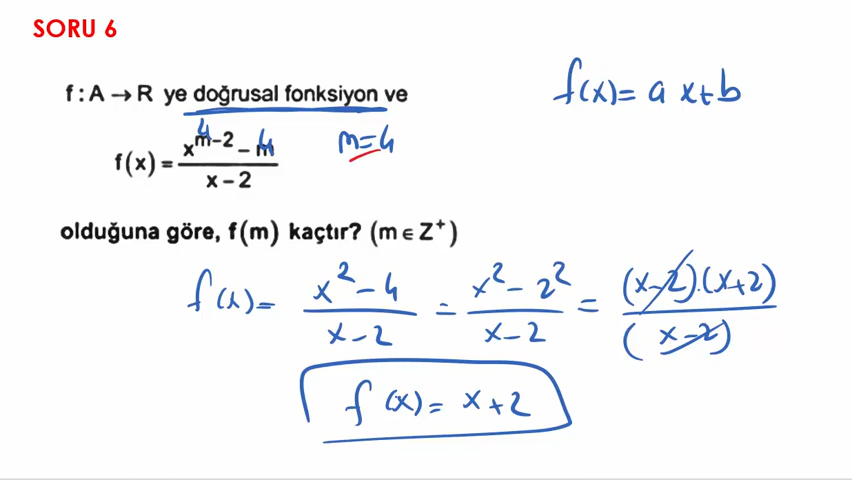 SORU 6
f : A → R ye doğrusal fonksiyon ve
f(x) = ax+b
f(x) = (x^(m-2) - m) / (x - 2)
4 4
m=4
olduğuna göre, f(m) kaçtır? (m ∈ Z⁺)
f(x) = (x² - 4) / (x - 2) = (x² - 2²) / (x - 2) = (x-2).(x+2) / (x-2)
f(x) = x+2